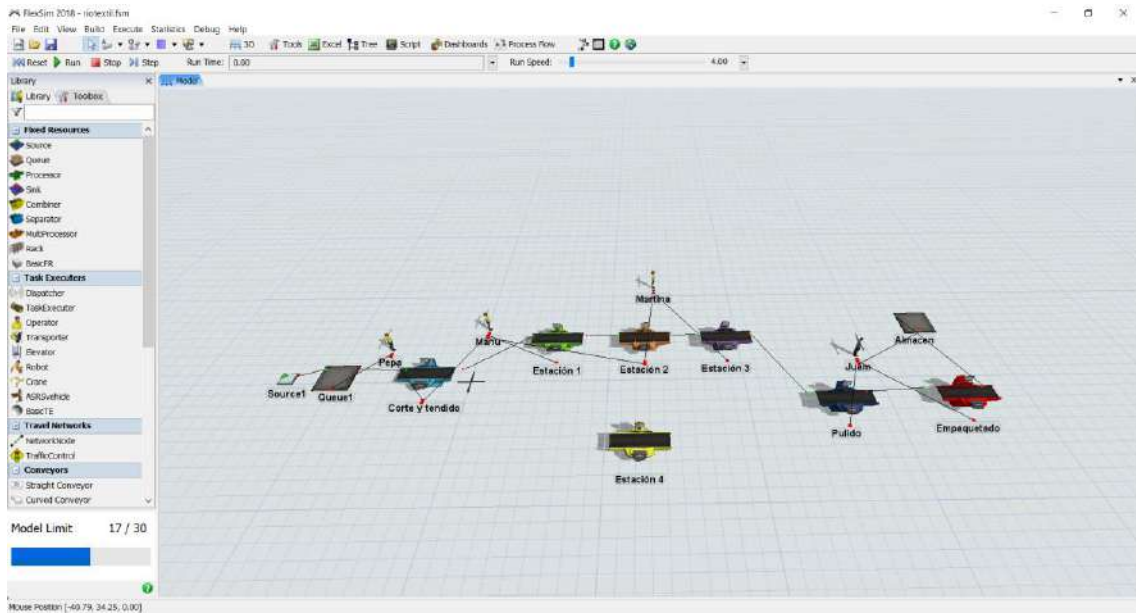 FlexSim 2018 - riotextil.fsm
File Edit View Build Execute Statistics Debug Help
3D Tools Excel Tree Script Dashboards Process Flow
Reset Run Stop Step Run Time: 0.00 Run Speed: 4.00
Library
Model
Library Toolbox
Fixed Resources
Source
Queue
Processor
Sink
Combiner
Separator
MultiProcessor
Rack
BasicFR
Task Executers
Dispatcher
TaskExecuter
Operator
Transporter
Elevator
Robot
Crane
ASRSvehicle
BasicTE
Travel Networks
NetworkNode
TrafficControl
Conveyors
Straight Conveyor
Curved Conveyor
Model Limit 17 / 30
Mouse Position [-40.79, 34.25, 0.00]
Martina
Manu
Almacen
Pepa
Estación 1
Estación 2
Estación 3
Juan
Source1
Queue1
Corte y tendido
Pulido
Empaquetado
Estación 4